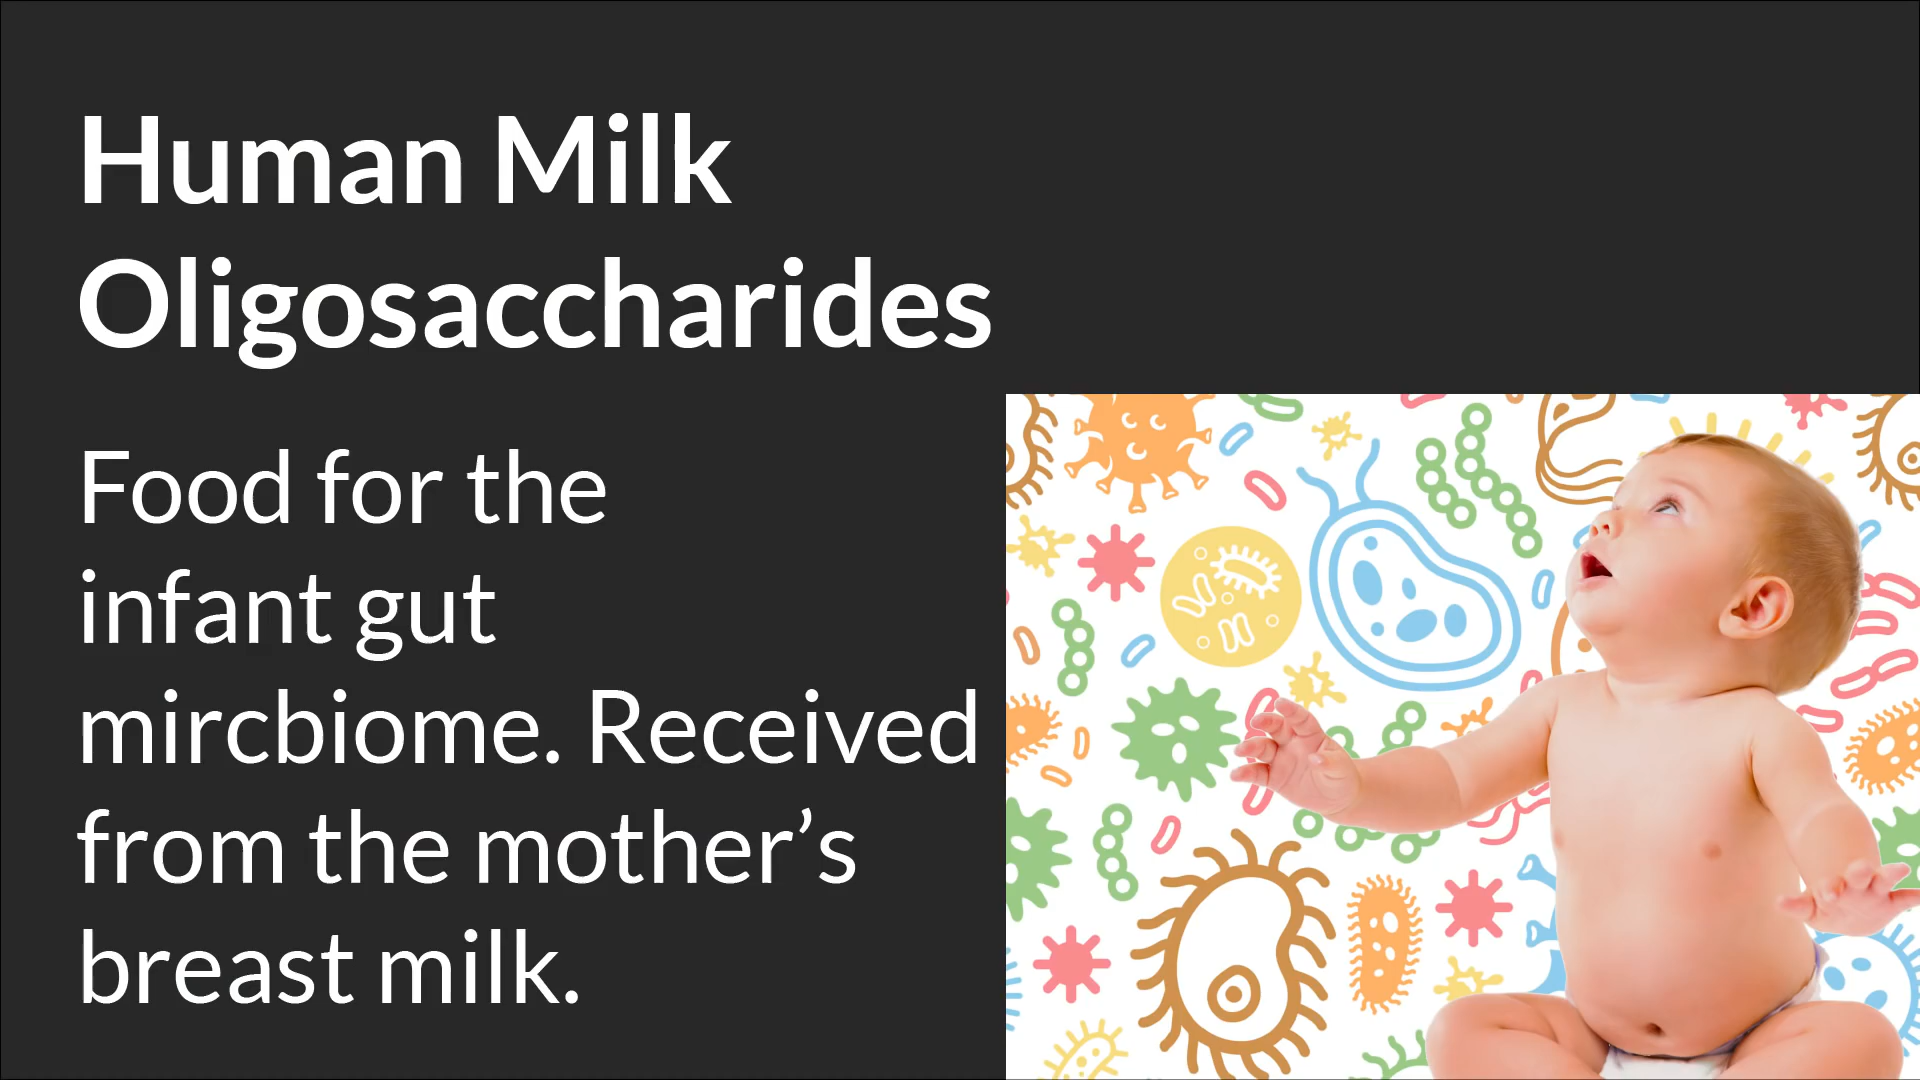 Human Milk
Oligosaccharides
Food for the
infant gut
mircbiome. Received
from the mother’s
breast milk.